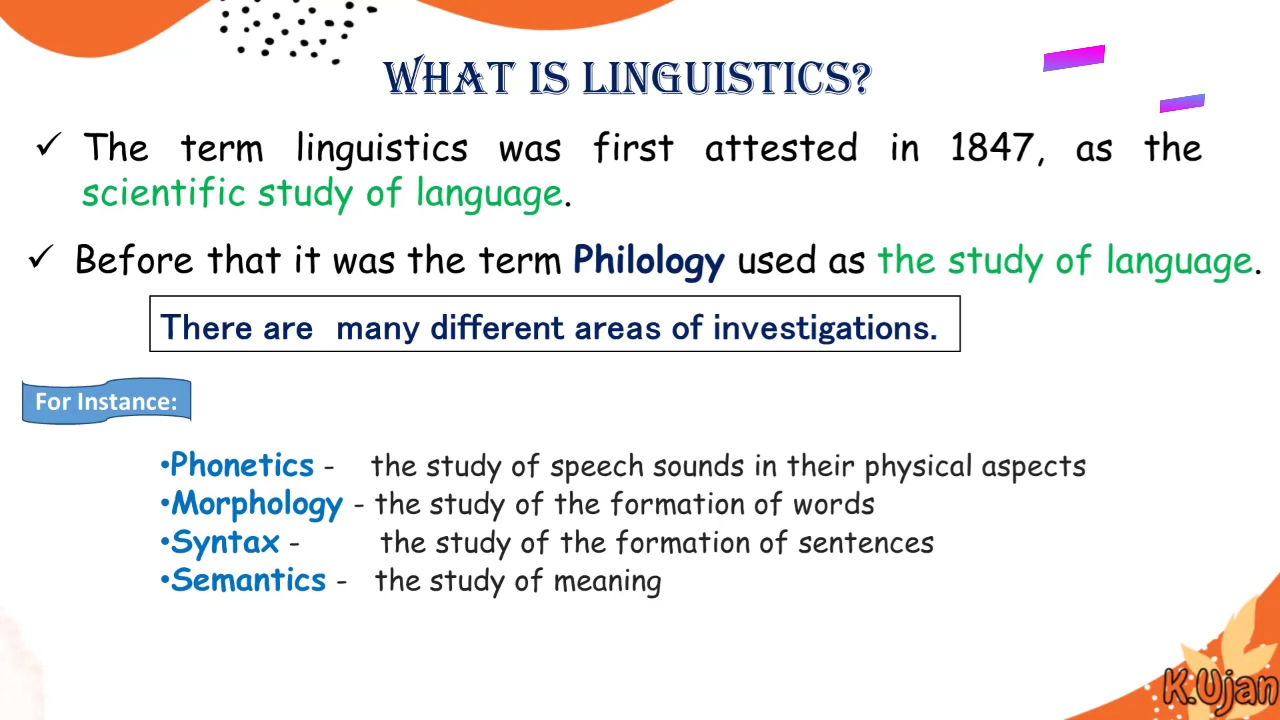 WHAT IS LINGUISTICS?
✓ The term linguistics was first attested in 1847, as the
scientific study of language.
✓ Before that it was the term Philology used as the study of language.
There are many different areas of investigations.
For Instance:
•Phonetics - the study of speech sounds in their physical aspects
•Morphology - the study of the formation of words
•Syntax - the study of the formation of sentences
•Semantics - the study of meaning
K.Ujan